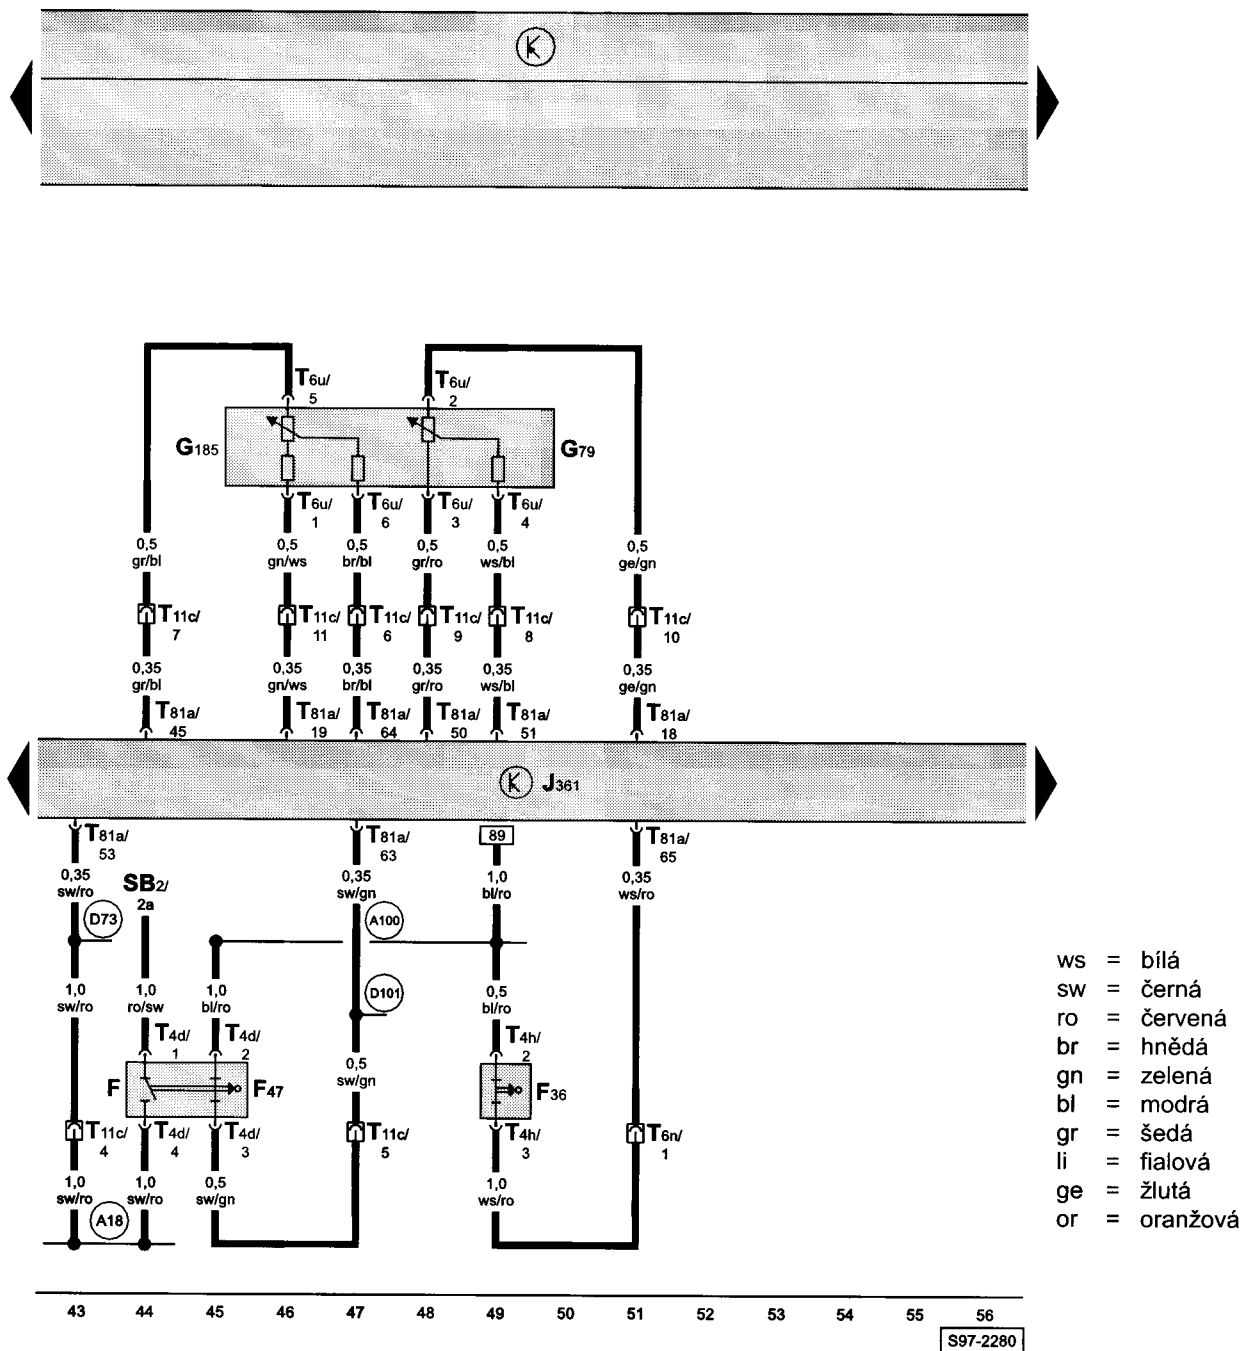 T6u/ T6u/
5 2
G185 G79
T6u/ T6u/ T6u/ T6u/
1 6 3 4
0,5 0,5 0,5 0,5 0,5 0,5
gr/bl gn/ws br/bl gr/ro ws/bl ge/gn
T11c/ T11c/ T11c/ T11c/ T11c/ T11c/
7 11 6 9 8 10
0,35 0,35 0,35 0,35 0,35 0,35
gr/bl gn/ws br/bl gr/ro ws/bl ge/gn
T81a/ T81a/ T81a/ T81a/ T81a/ T81a/
45 19 64 50 51 18
J361
T81a/ T81a/ 89 T81a/
53 63 65
0,35 SB2/ 0,35 1,0 0,35
sw/ro 2a sw/gn bl/ro ws/ro
D73 A100
1,0 1,0 1,0 D101 0,5
sw/ro ro/sw bl/ro bl/ro
T4d/ T4d/ T4h/
1 2 2
0,5
sw/gn
F F47 F36
T11c/ T4d/ T4d/ T11c/ T4h/ T6n/
4 4 3 5 3 1
1,0 1,0 0,5 1,0
sw/ro sw/ro sw/gn ws/ro
A18
ws = bílá
sw = černá
ro = červená
br = hnědá
gn = zelená
bl = modrá
gr = šedá
li = fialová
ge = žlutá
or = oranžová
43 44 45 46 47 48 49 50 51 52 53 54 55 56
S97-2280